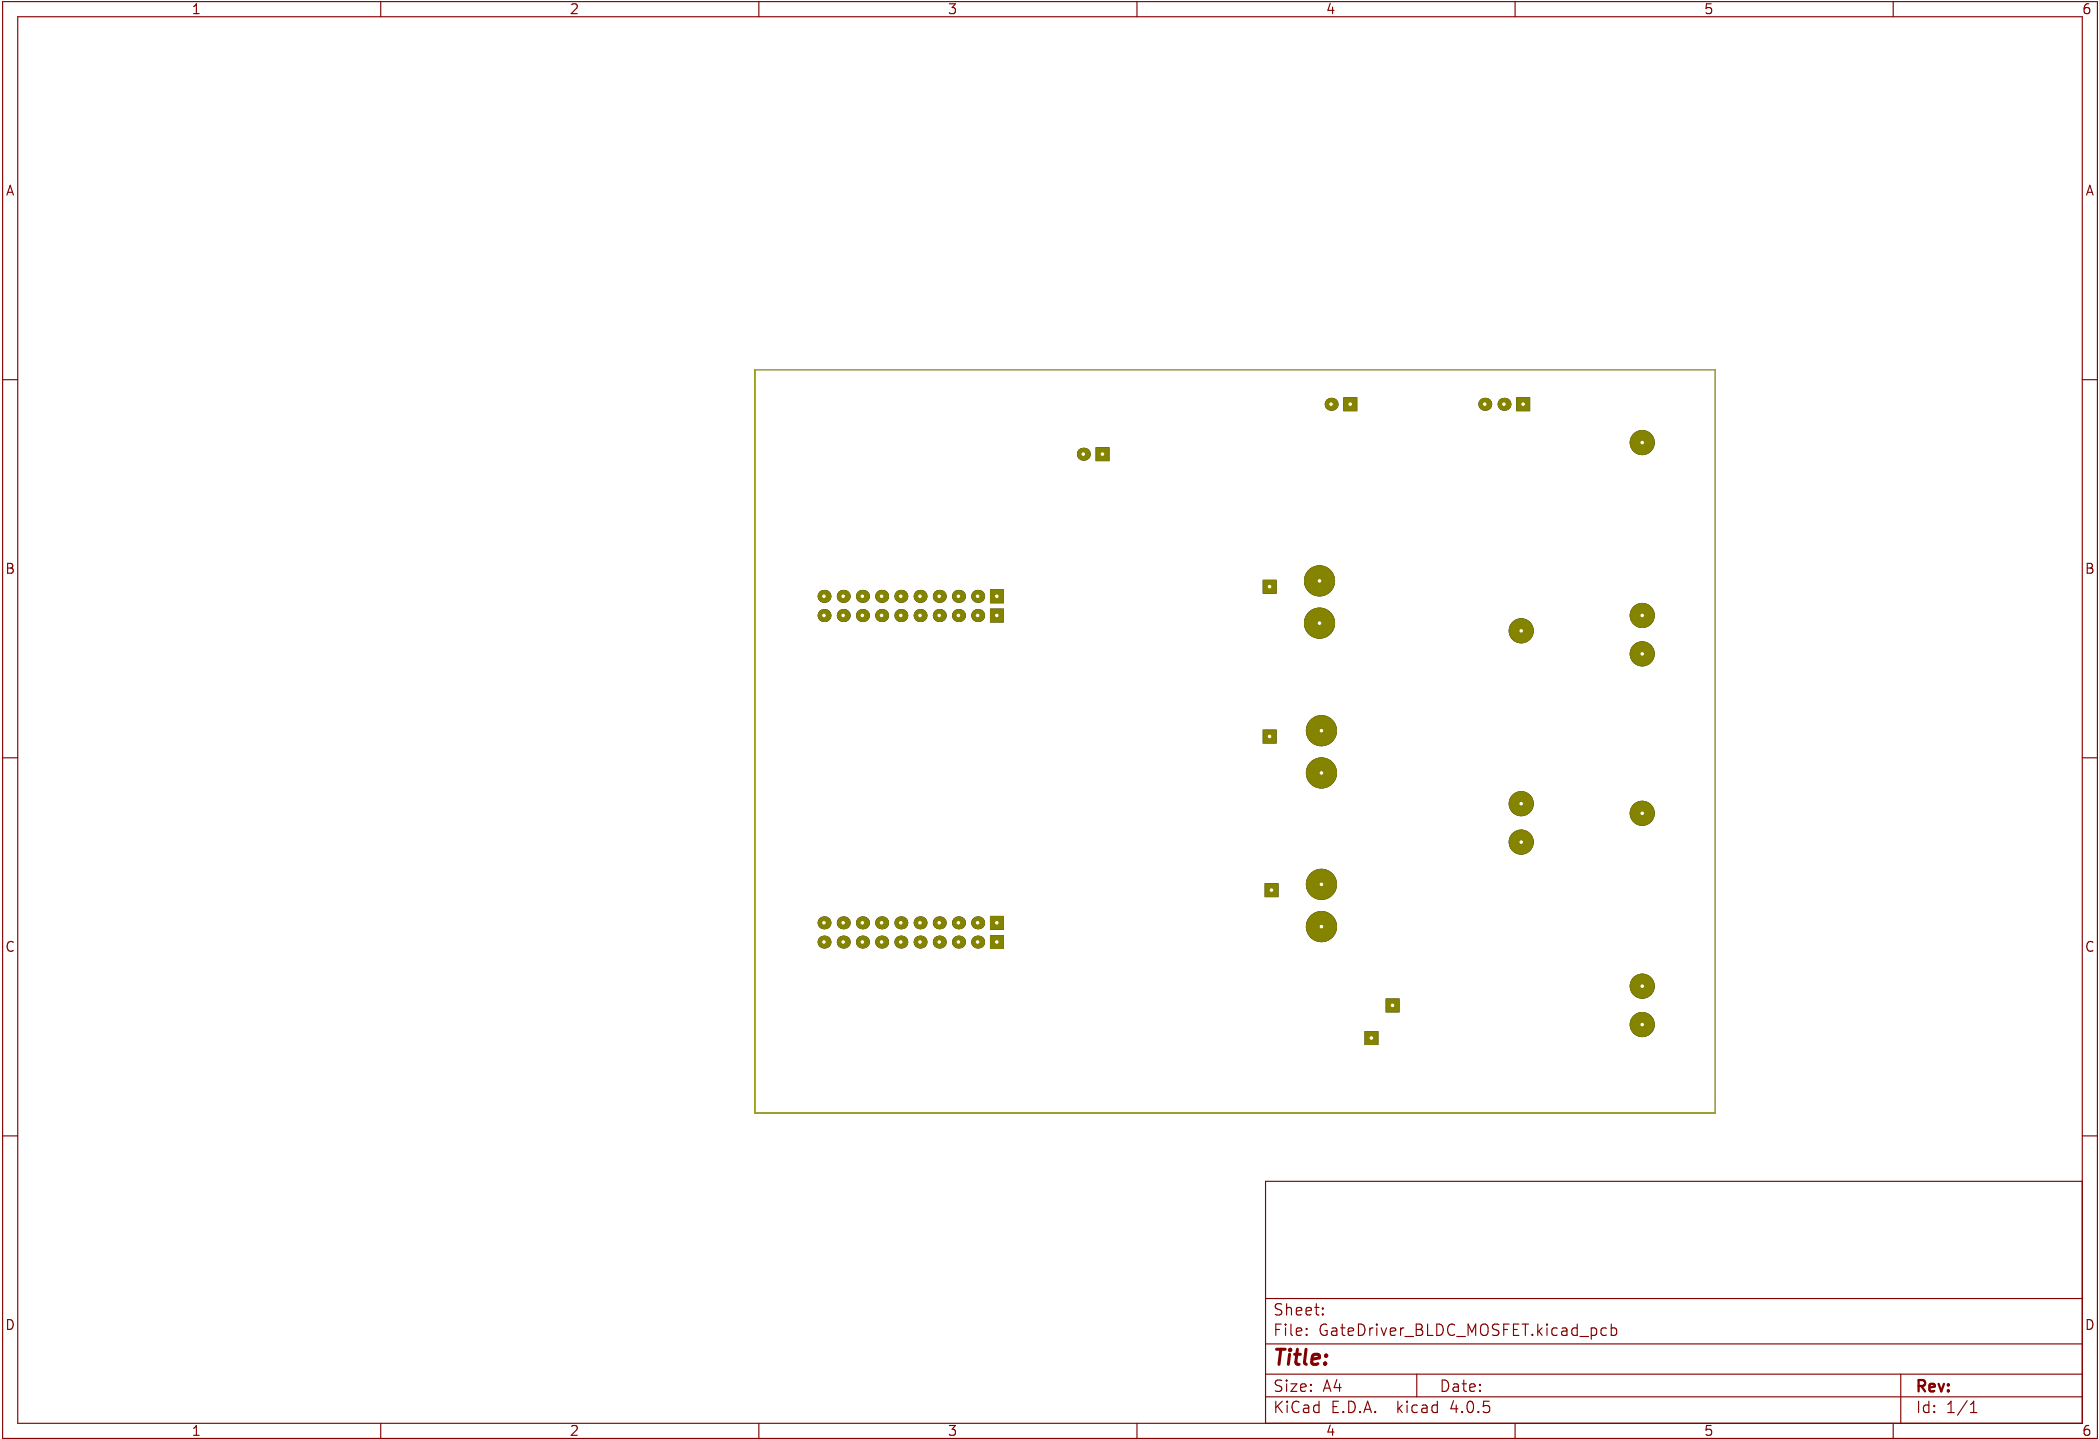 1 2 3 4 5 6
A A
B B
C C
Sheet:
File: GateDriver_BLDC_MOSFET.kicad_pcb
D D
Title:
Size: A4 Date: Rev:
KiCad E.D.A. kicad 4.0.5 Id: 1/1
1 2 3 4 5 6